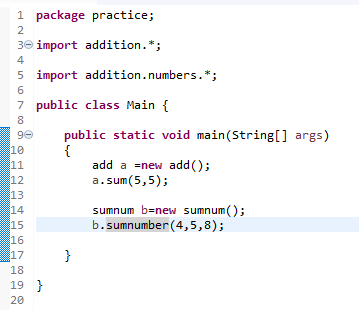 1 package practice;
2
3 import addition.*;
4
5 import addition.numbers.*;
6
7 public class Main {
8
9 public static void main(String[] args)
10 {
11 add a =new add();
12 a.sum(5,5);
13
14 sumnum b=new sumnum();
15 b.sumnumber(4,5,8);
16
17 }
18
19 }
20